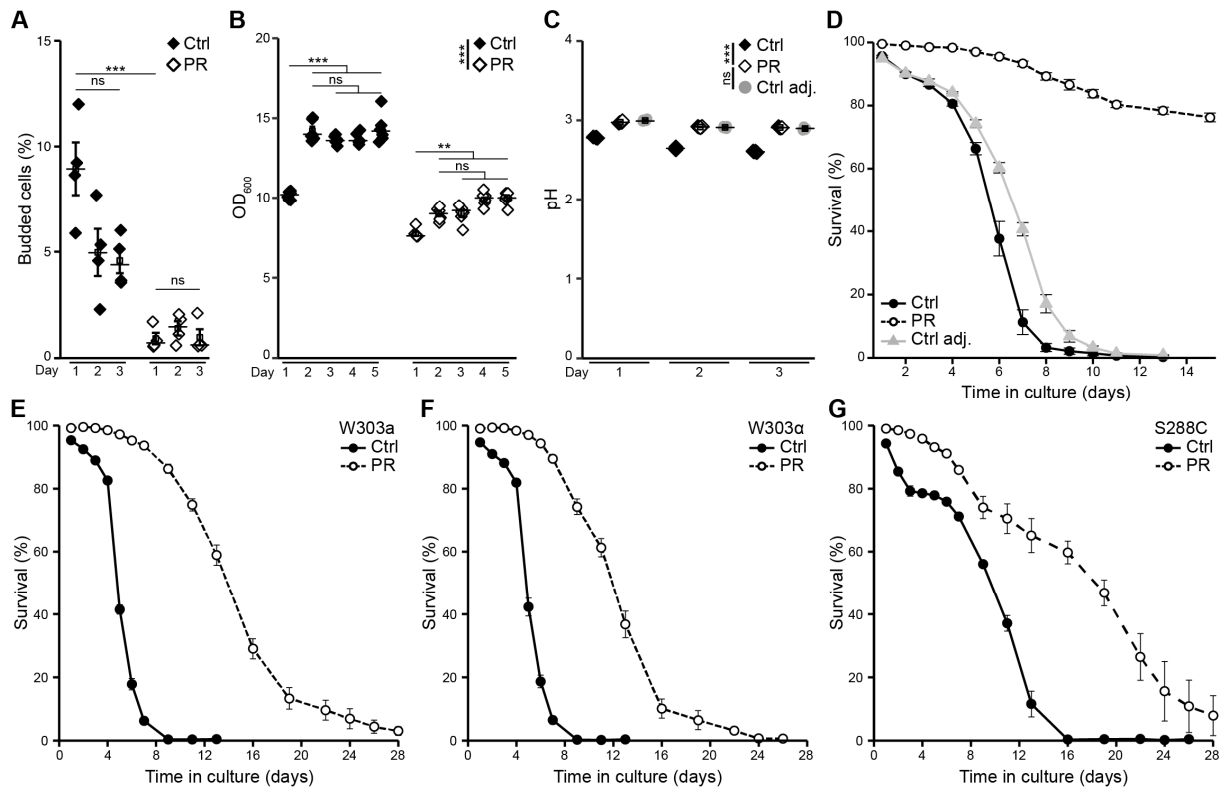 A
Budded cells (%)
15
10
5
0
***
ns
ns
Ctrl
PR
Day 1 2 3 1 2 3
B
OD600
20
15
10
5
0
***
ns
**
ns
***
Ctrl
PR
Day 1 2 3 4 5 1 2 3 4 5
C
pH
4
3
2
1
0
***
ns
Ctrl
PR
Ctrl adj.
Day 1 2 3
D
Survival (%)
100
80
60
40
20
0
Ctrl
PR
Ctrl adj.
2 4 6 8 10 12 14
Time in culture (days)
E
W303a
Ctrl
PR
Survival (%)
100
80
60
40
20
0
0 4 8 12 16 20 24 28
Time in culture (days)
F
W303α
Ctrl
PR
Survival (%)
100
80
60
40
20
0
0 4 8 12 16 20 24 28
Time in culture (days)
G
S288C
Ctrl
PR
Survival (%)
100
80
60
40
20
0
0 4 8 12 16 20 24 28
Time in culture (days)